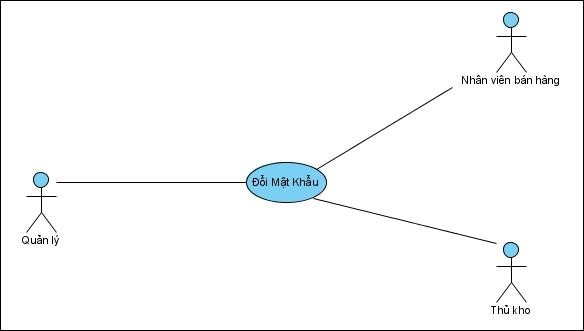 Nhân viên bán hàng
Đổi Mật Khẩu
Quản lý
Thủ kho